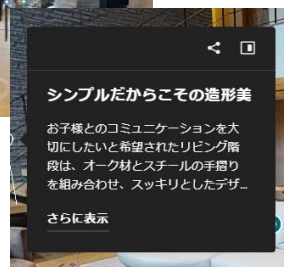 シンプルだからこその造形美
お子様とのコミュニケーションを大
切にしたいと希望されたリビング階
段は、オーク材とスチールの手摺り
を組み合わせ、スッキリとしたデザ...
さらに表示